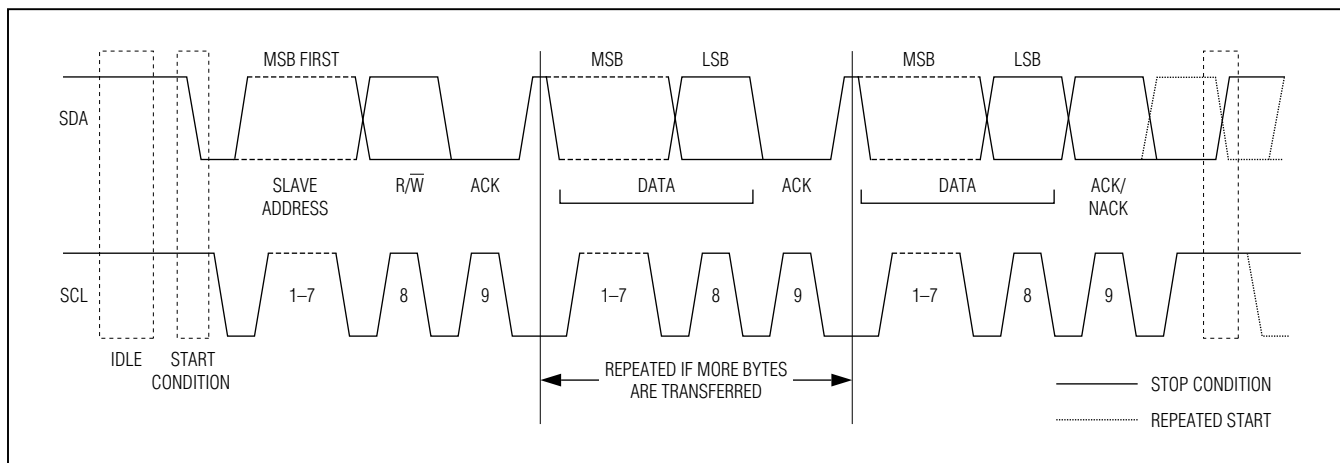 MSB FIRST
MSB
LSB
MSB
LSB
SDA
SLAVE
ADDRESS
R/W̅
ACK
DATA
ACK
DATA
ACK/
NACK
SCL
1–7
8
9
1–7
8
9
1–7
8
9
IDLE
START
CONDITION
REPEATED IF MORE BYTES
ARE TRANSFERRED
STOP CONDITION
REPEATED START